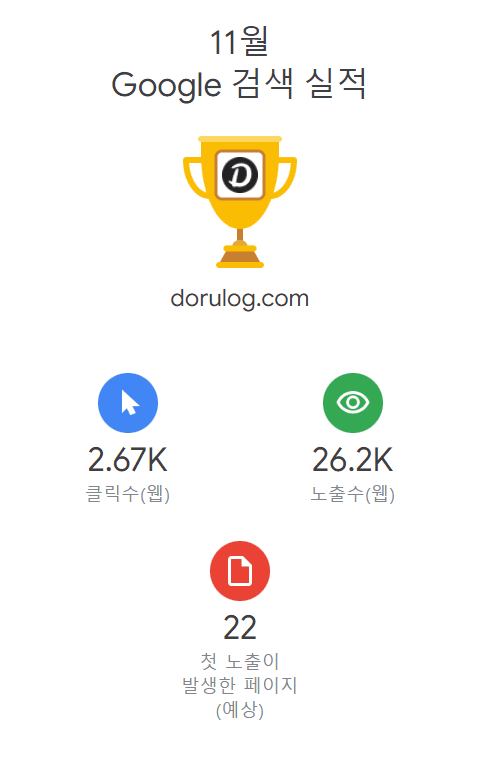 11월
Google 검색 실적
D
dorulog.com
2.67K
26.2K
클릭수(웹)
노출수(웹)
22
첫 노출이
발생한 페이지
(예상)